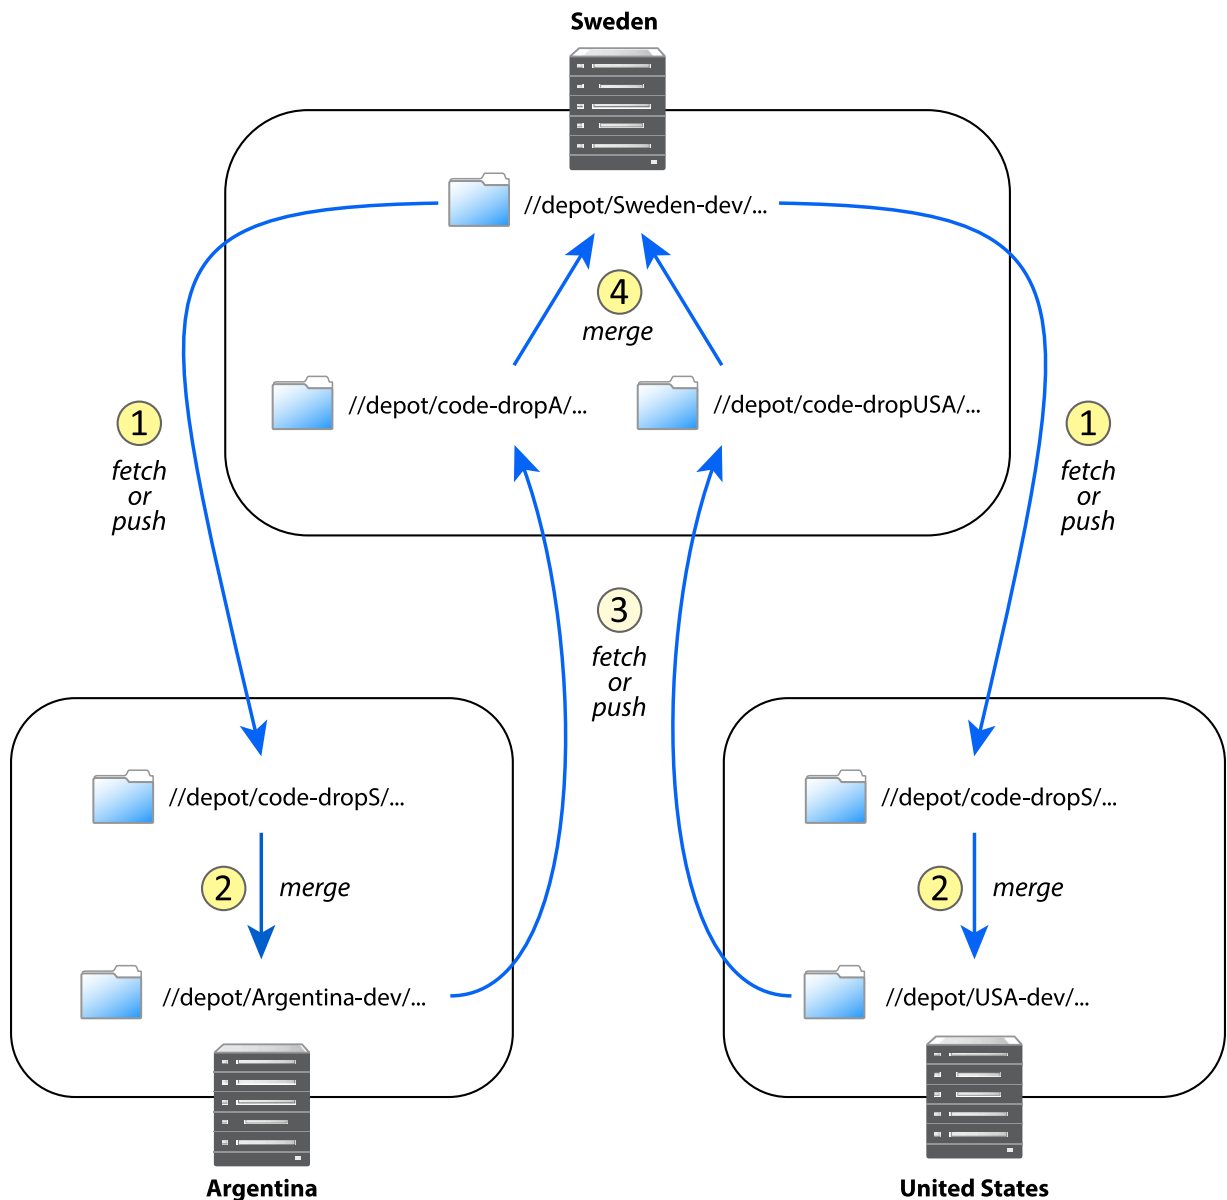 Sweden
//depot/Sweden-dev/...
4
merge
//depot/code-dropA/...
//depot/code-dropUSA/...
1
fetch
or
push
1
fetch
or
push
3
fetch
or
push
//depot/code-dropS/...
//depot/code-dropS/...
2
merge
2
merge
//depot/Argentina-dev/...
//depot/USA-dev/...
Argentina
United States